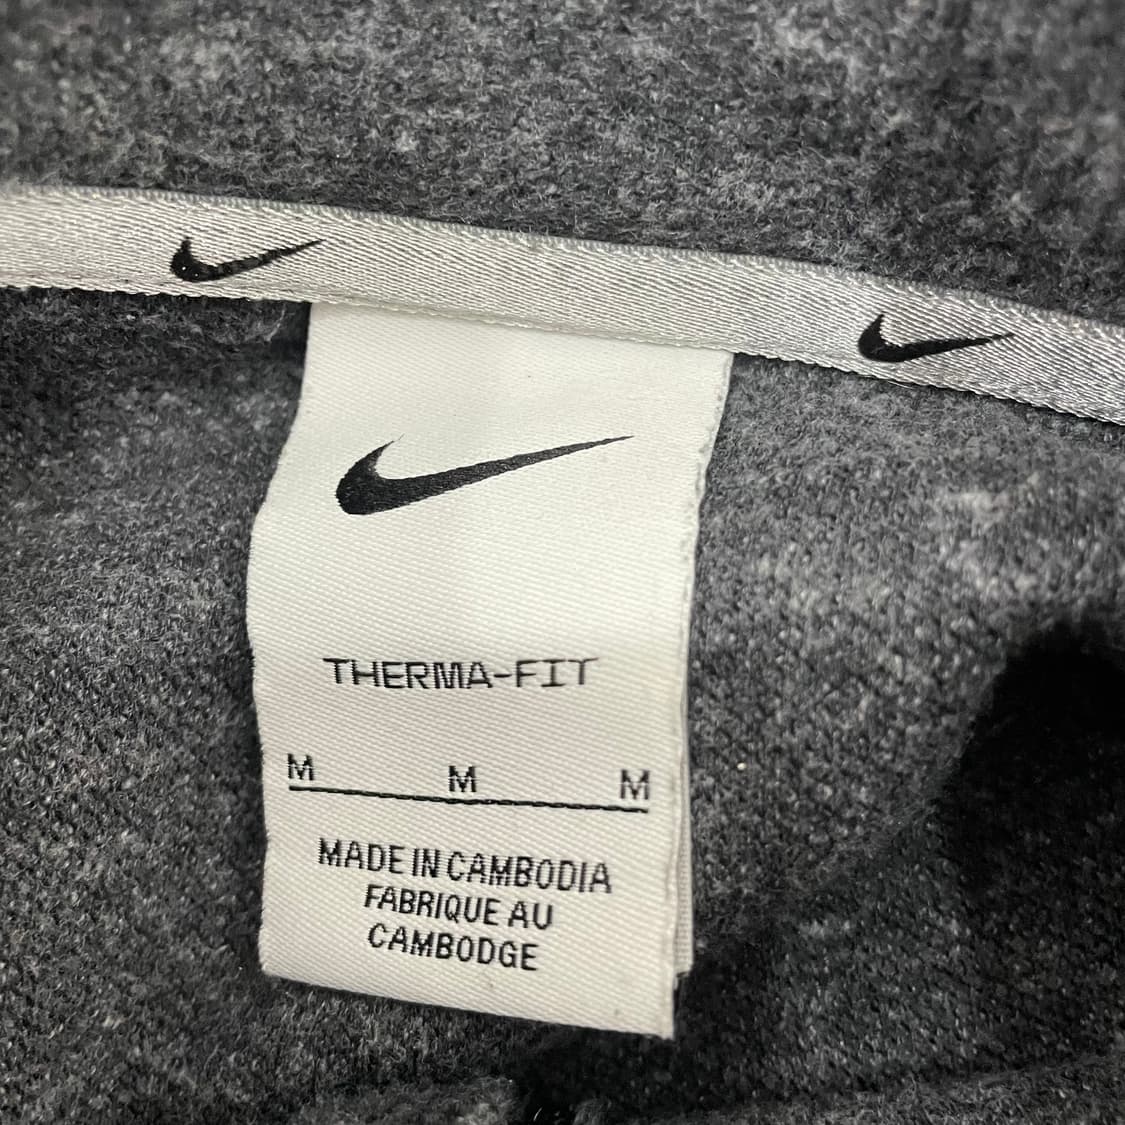 THERMA-FIT
M M M
MADE IN CAMBODIA
FABRIQUE AU
CAMBODGE